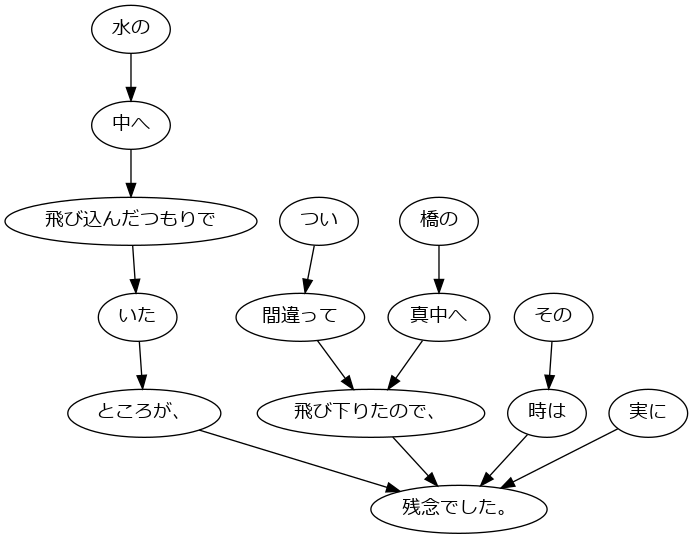 水の
中へ
飛び込んだつもりで
つい
橋の
いた
間違って
真中へ
その
ところが、
飛び下りたので、
時は
実に
残念でした。